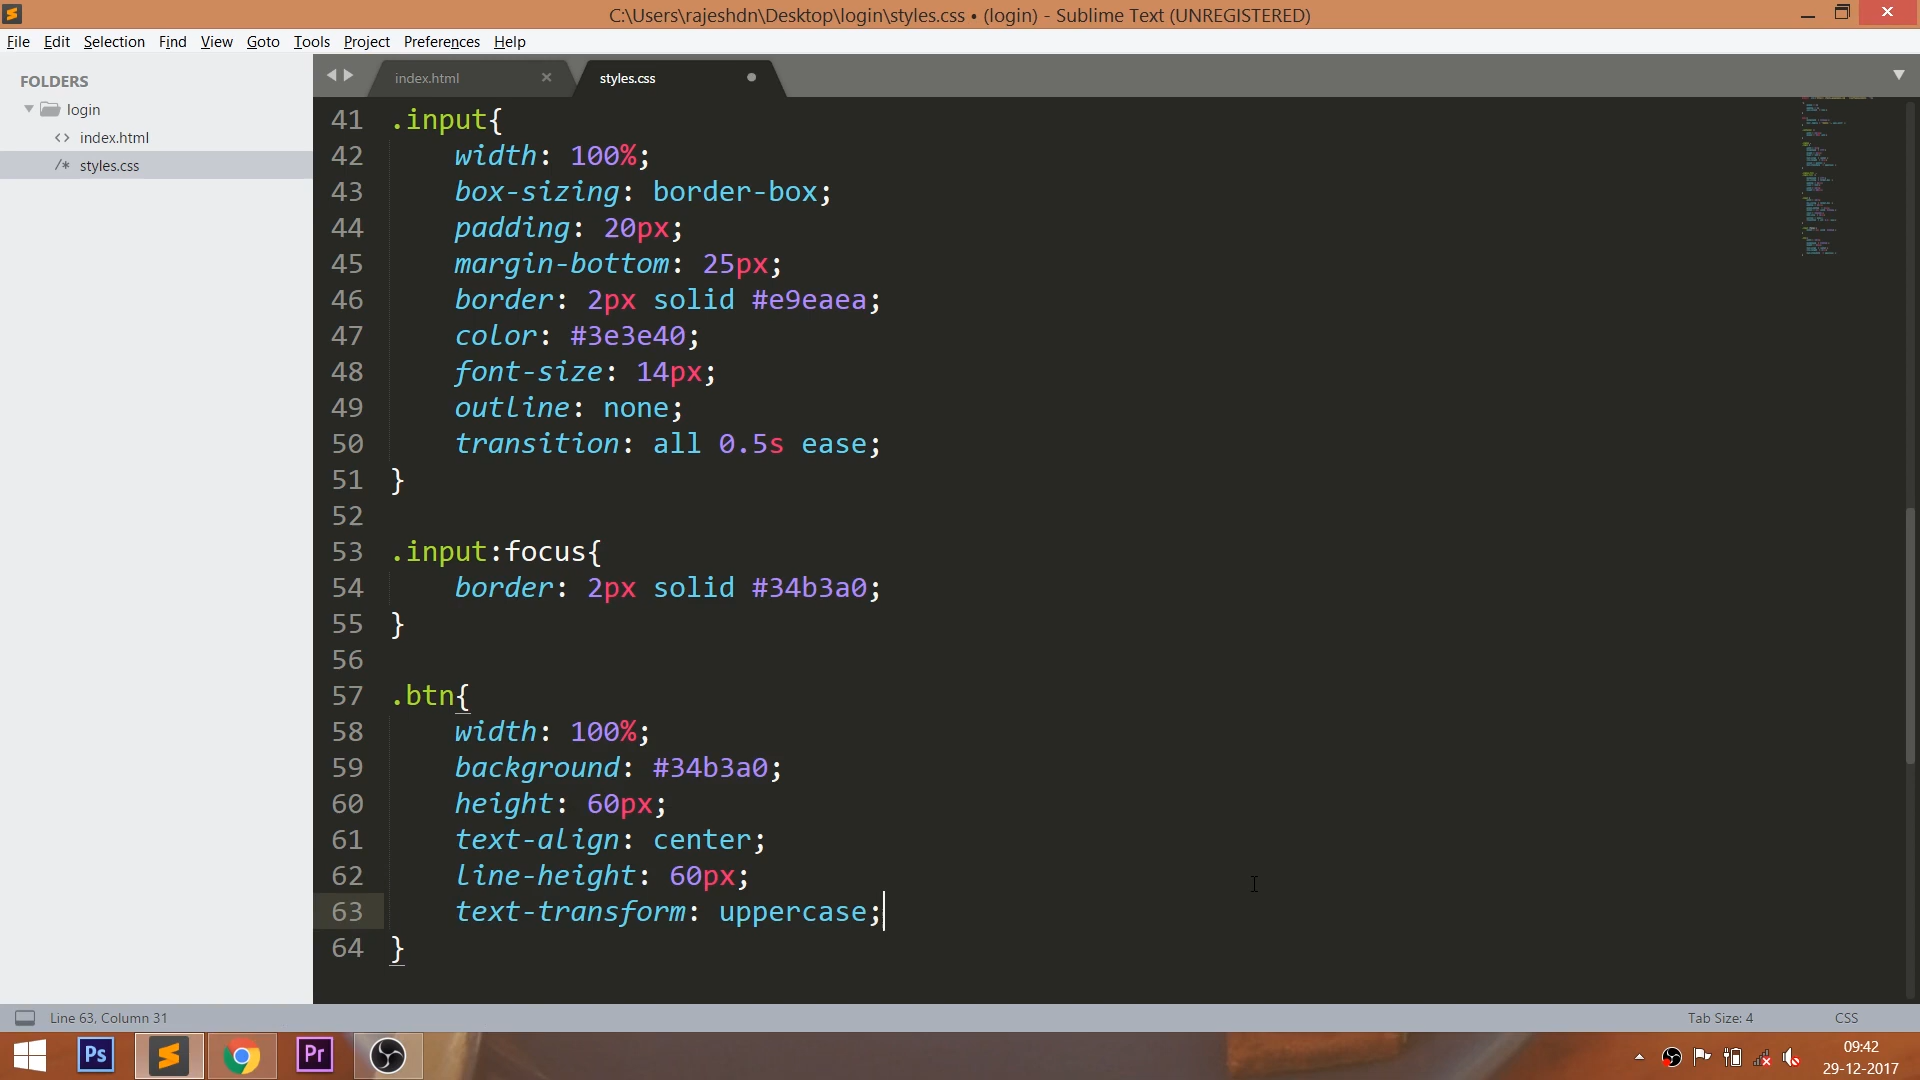 C:\Users\rajeshdn\Desktop\login\styles.css • (login) - Sublime Text (UNREGISTERED)
File Edit Selection Find View Goto Tools Project Preferences Help
FOLDERS
login
<> index.html
/* styles.css
index.html ×
styles.css
41 .input{
42 width: 100%;
43 box-sizing: border-box;
44 padding: 20px;
45 margin-bottom: 25px;
46 border: 2px solid #e9eaea;
47 color: #3e3e40;
48 font-size: 14px;
49 outline: none;
50 transition: all 0.5s ease;
51 }
52
53 .input:focus{
54 border: 2px solid #34b3a0;
55 }
56
57 .btn{
58 width: 100%;
59 background: #34b3a0;
60 height: 60px;
61 text-align: center;
62 line-height: 60px;
63 text-transform: uppercase;
64 }
Line 63, Column 31
Tab Size: 4
CSS
Ps
Pr
09:42
29-12-2017